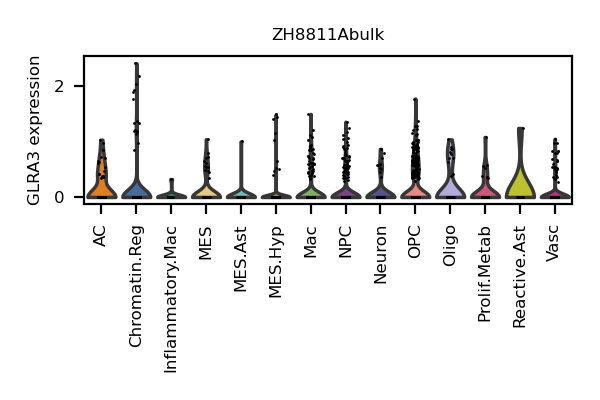 ZH8811Abulk
GLRA3 expression
2
0
AC
Chromatin.Reg
Inflammatory.Mac
MES
MES.Ast
MES.Hyp
Mac
NPC
Neuron
OPC
Oligo
Prolif.Metab
Reactive.Ast
Vasc